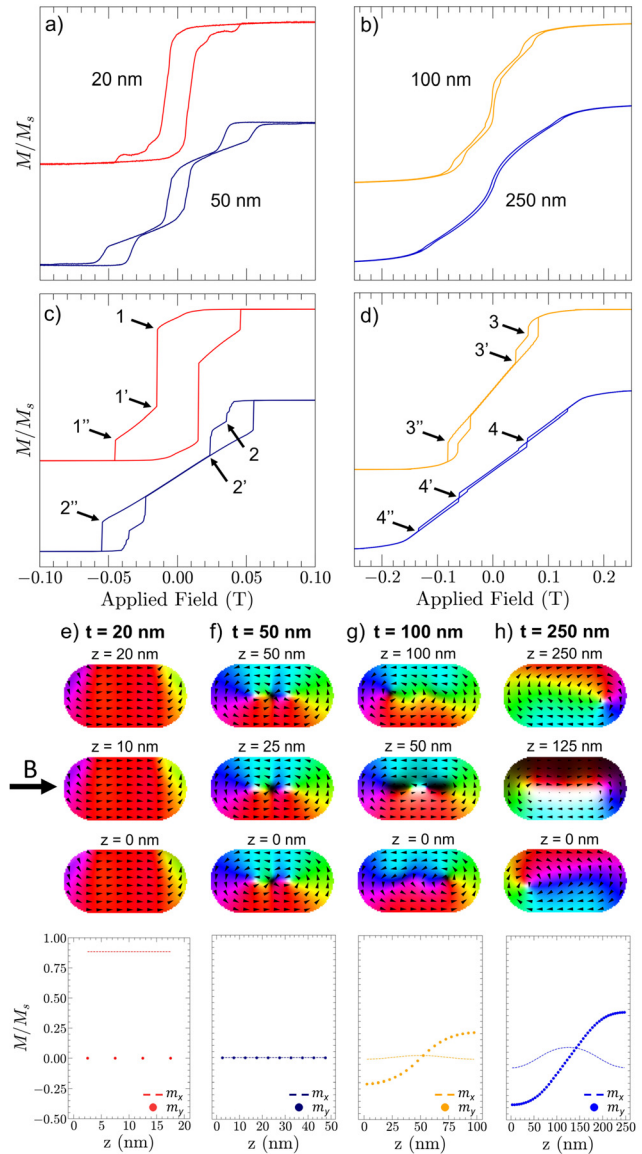 a)
20 nm
50 nm
M/Ms
b)
100 nm
250 nm
c)
1
1'
1''
2
2'
2''
M/Ms
−0.10
−0.05
0.00
0.05
0.10
Applied Field (T)
d)
3
3'
3''
4
4'
4''
−0.2
0.0
0.2
Applied Field (T)
e) t = 20 nm
z = 20 nm
z = 10 nm
z = 0 nm
f) t = 50 nm
z = 50 nm
z = 25 nm
z = 0 nm
g) t = 100 nm
z = 100 nm
z = 50 nm
z = 0 nm
h) t = 250 nm
z = 250 nm
z = 125 nm
z = 0 nm
B
M/Ms
1.00
0.75
0.50
0.25
0.00
−0.25
−0.50
mx
my
0 5 10 15 20
z (nm)
mx
my
0 10 20 30 40 50
z (nm)
mx
my
0 50 100
z (nm)
mx
my
0 50 100 150 200 250
z (nm)